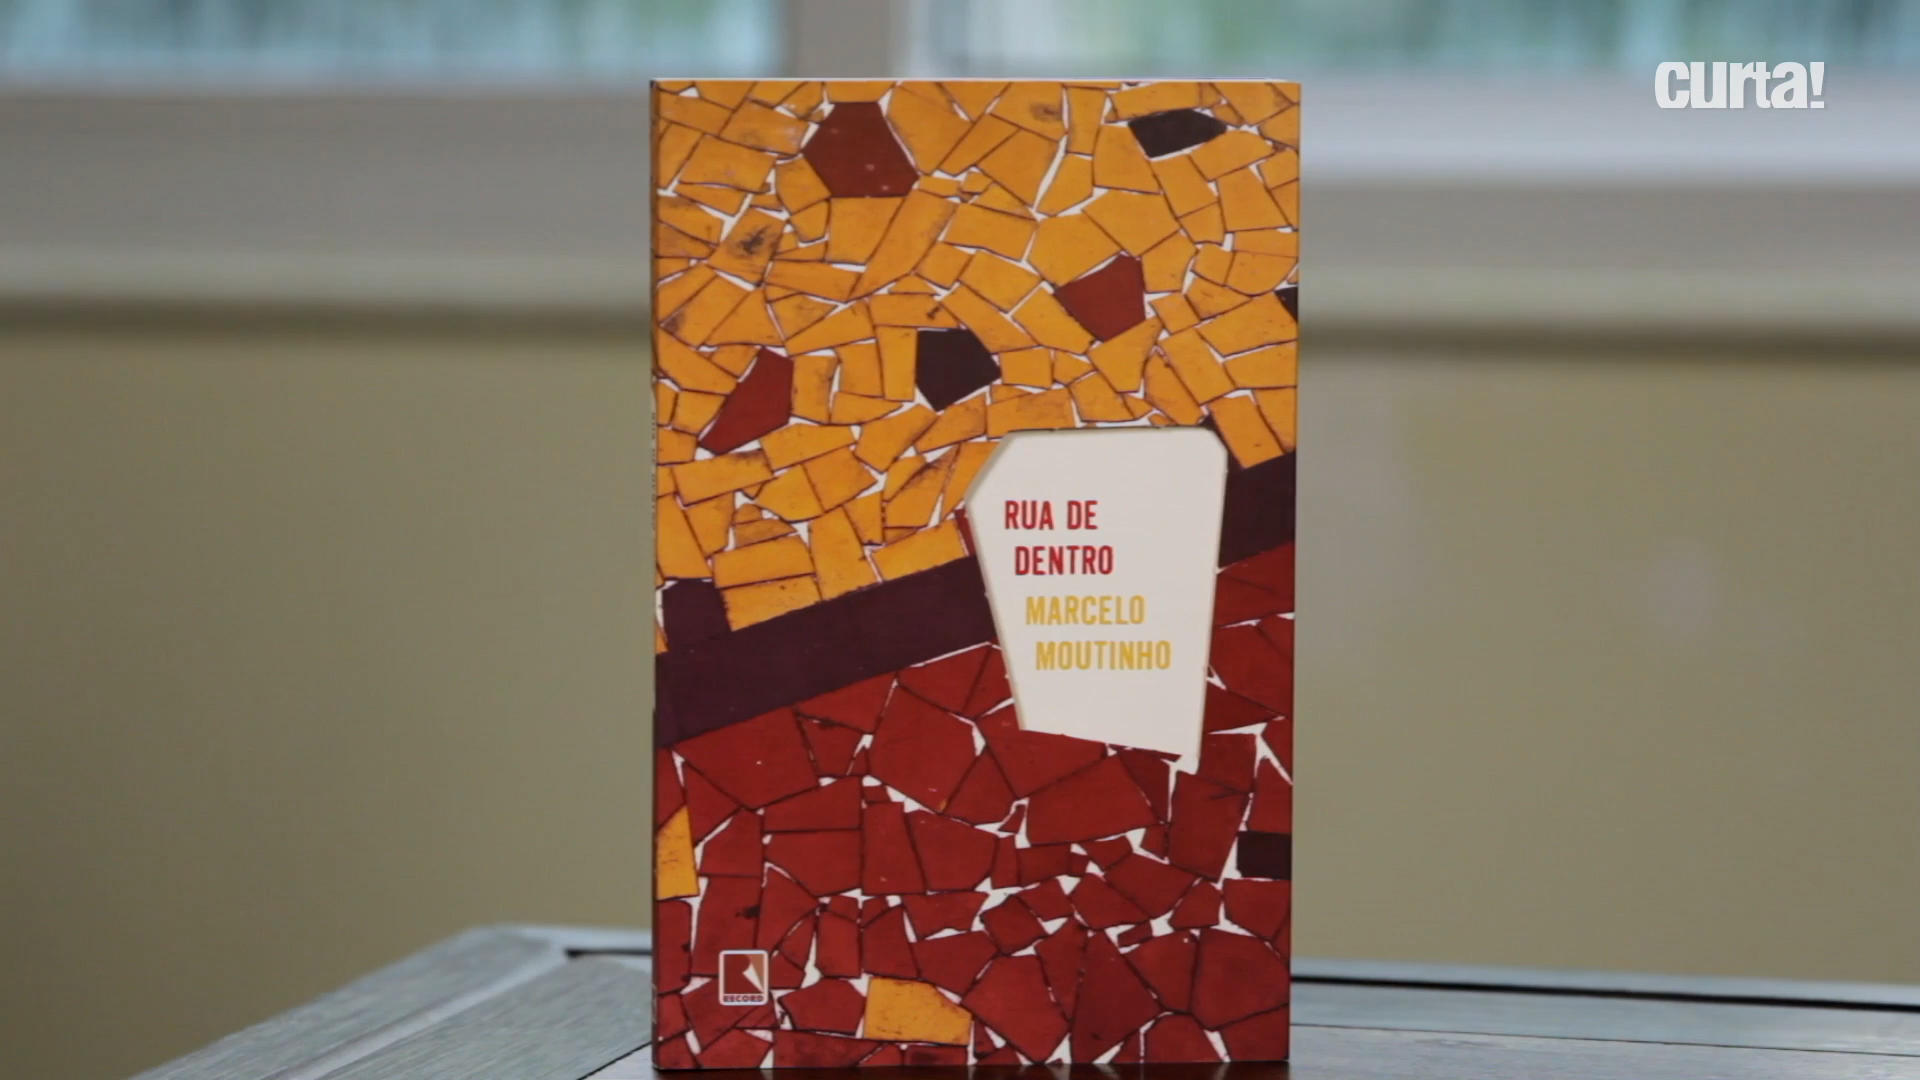 curta!
RUA DE
DENTRO
MARCELO
MOUTINHO
RECORD